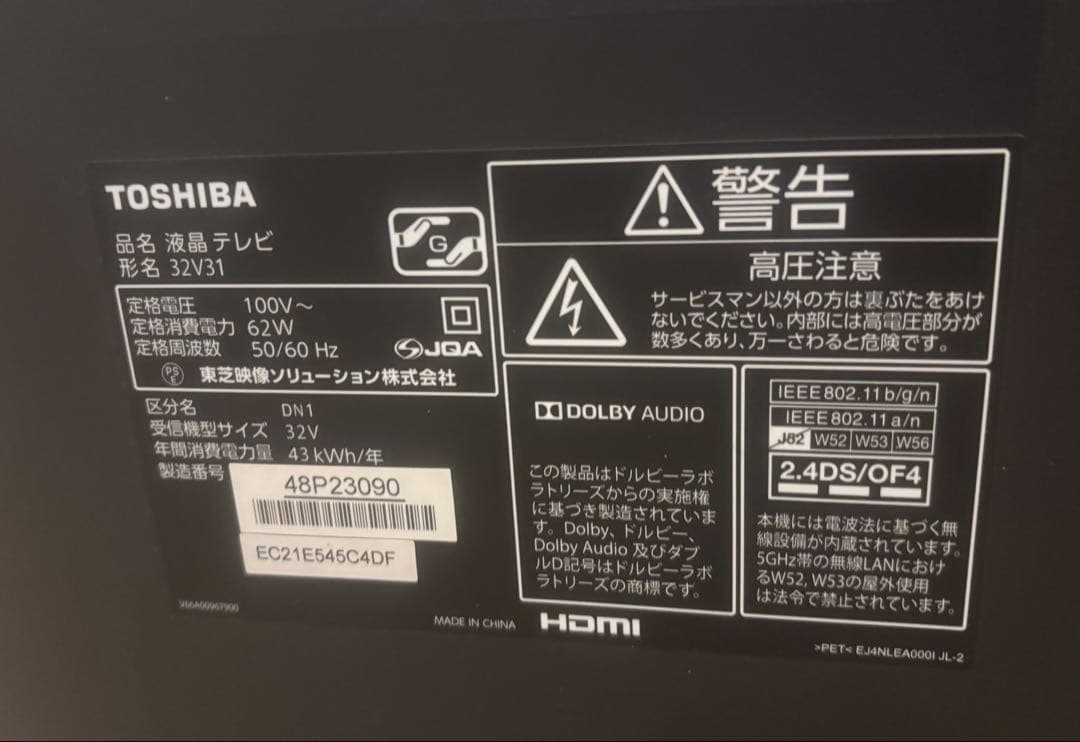 TOSHIBA
品名 液晶テレビ
形名 32V31
G
定格電圧 100V～
定格消費電力 62W
定格周波数 50/60 Hz
JQA
PS
E
東芝映像ソリューション株式会社
区分名 DN1
受信機型サイズ 32V
年間消費電力量 43 kWh/年
製造番号
48P23090
EC21E545C4DF
V66A00967900
MADE IN CHINA
HDMI
警告
高圧注意
サービスマン以外の方は裏ぶたをあけ
ないでください。内部には高電圧部分が
数多くあり、万一さわると危険です。
DOLBY AUDIO
この製品はドルビーラボ
ラトリーズからの実施権
に基づき製造されていま
す。Dolby、ドルビー、
Dolby Audio 及びダブ
ルD記号はドルビーラボ
ラトリーズの商標です。
IEEE802.11b/g/n
IEEE802.11a/n
J52 W52 W53 W56
2.4DS/OF4
本機には電波法に基づく無
線設備が内蔵されています。
5GHz帯の無線LANにおけ
るW52, W53の屋外使用
は法令で禁止されています。
>PET< EJ4NLEA000I JL-2